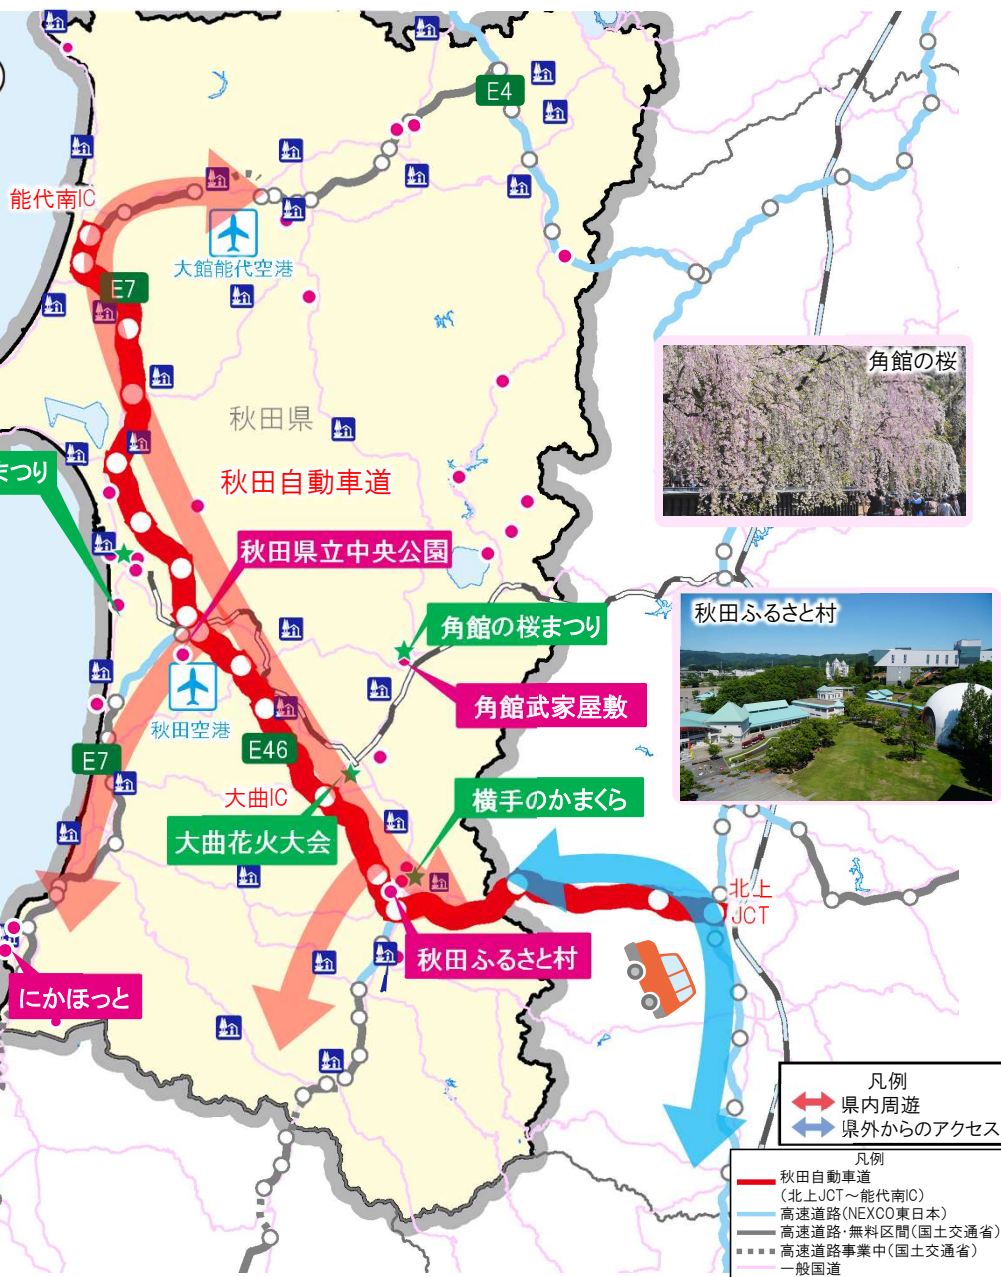 E4
能代南IC
大館能代空港
E7
角館の桜
秋田県
秋田自動車道
まつり
秋田県立中央公園
角館の桜まつり
秋田ふるさと村
角館武家屋敷
秋田空港
E46
E7
大曲IC
横手のかまくら
大曲花火大会
北上
JCT
秋田ふるさと村
にかほっと
凡例
県内周遊
県外からのアクセス
凡例
秋田自動車道
(北上JCT～能代南IC)
高速道路(NEXCO東日本)
高速道路・無料区間(国土交通省)
高速道路事業中(国土交通省)
一般国道